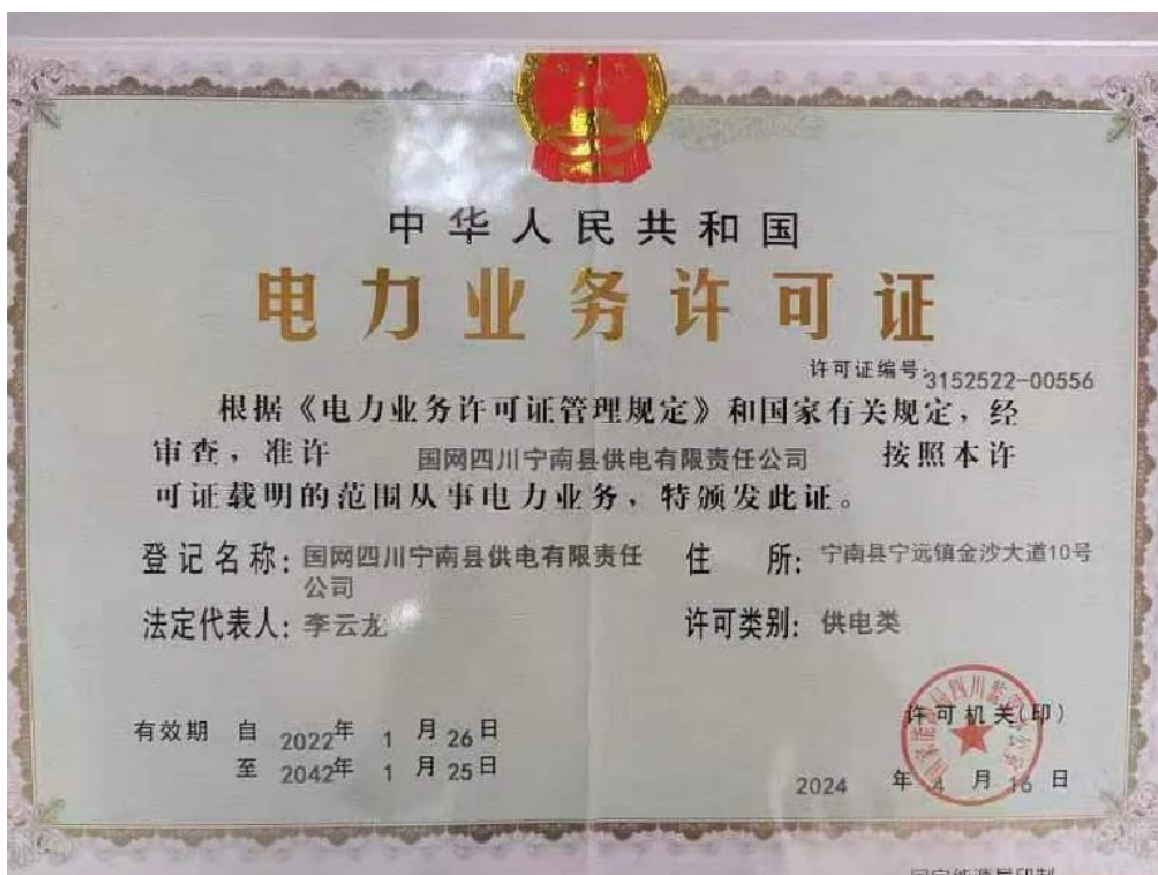 中华人民共和国
电力业务许可证
许可证编号:3152522-00556
根据《电力业务许可证管理规定》和国家有关规定，经
审查，准许 国网四川宁南县供电有限责任公司 按照本许
可证载明的范围从事电力业务，特颁发此证。
登记名称: 国网四川宁南县供电有限责任
公司
住 所: 宁南县宁远镇金沙大道10号
法定代表人: 李云龙
许可类别: 供电类
有效期 自 2022年 1 月 26日
至 2042年 1 月 25日
许可机关(印)
2024 年 4 月 16 日